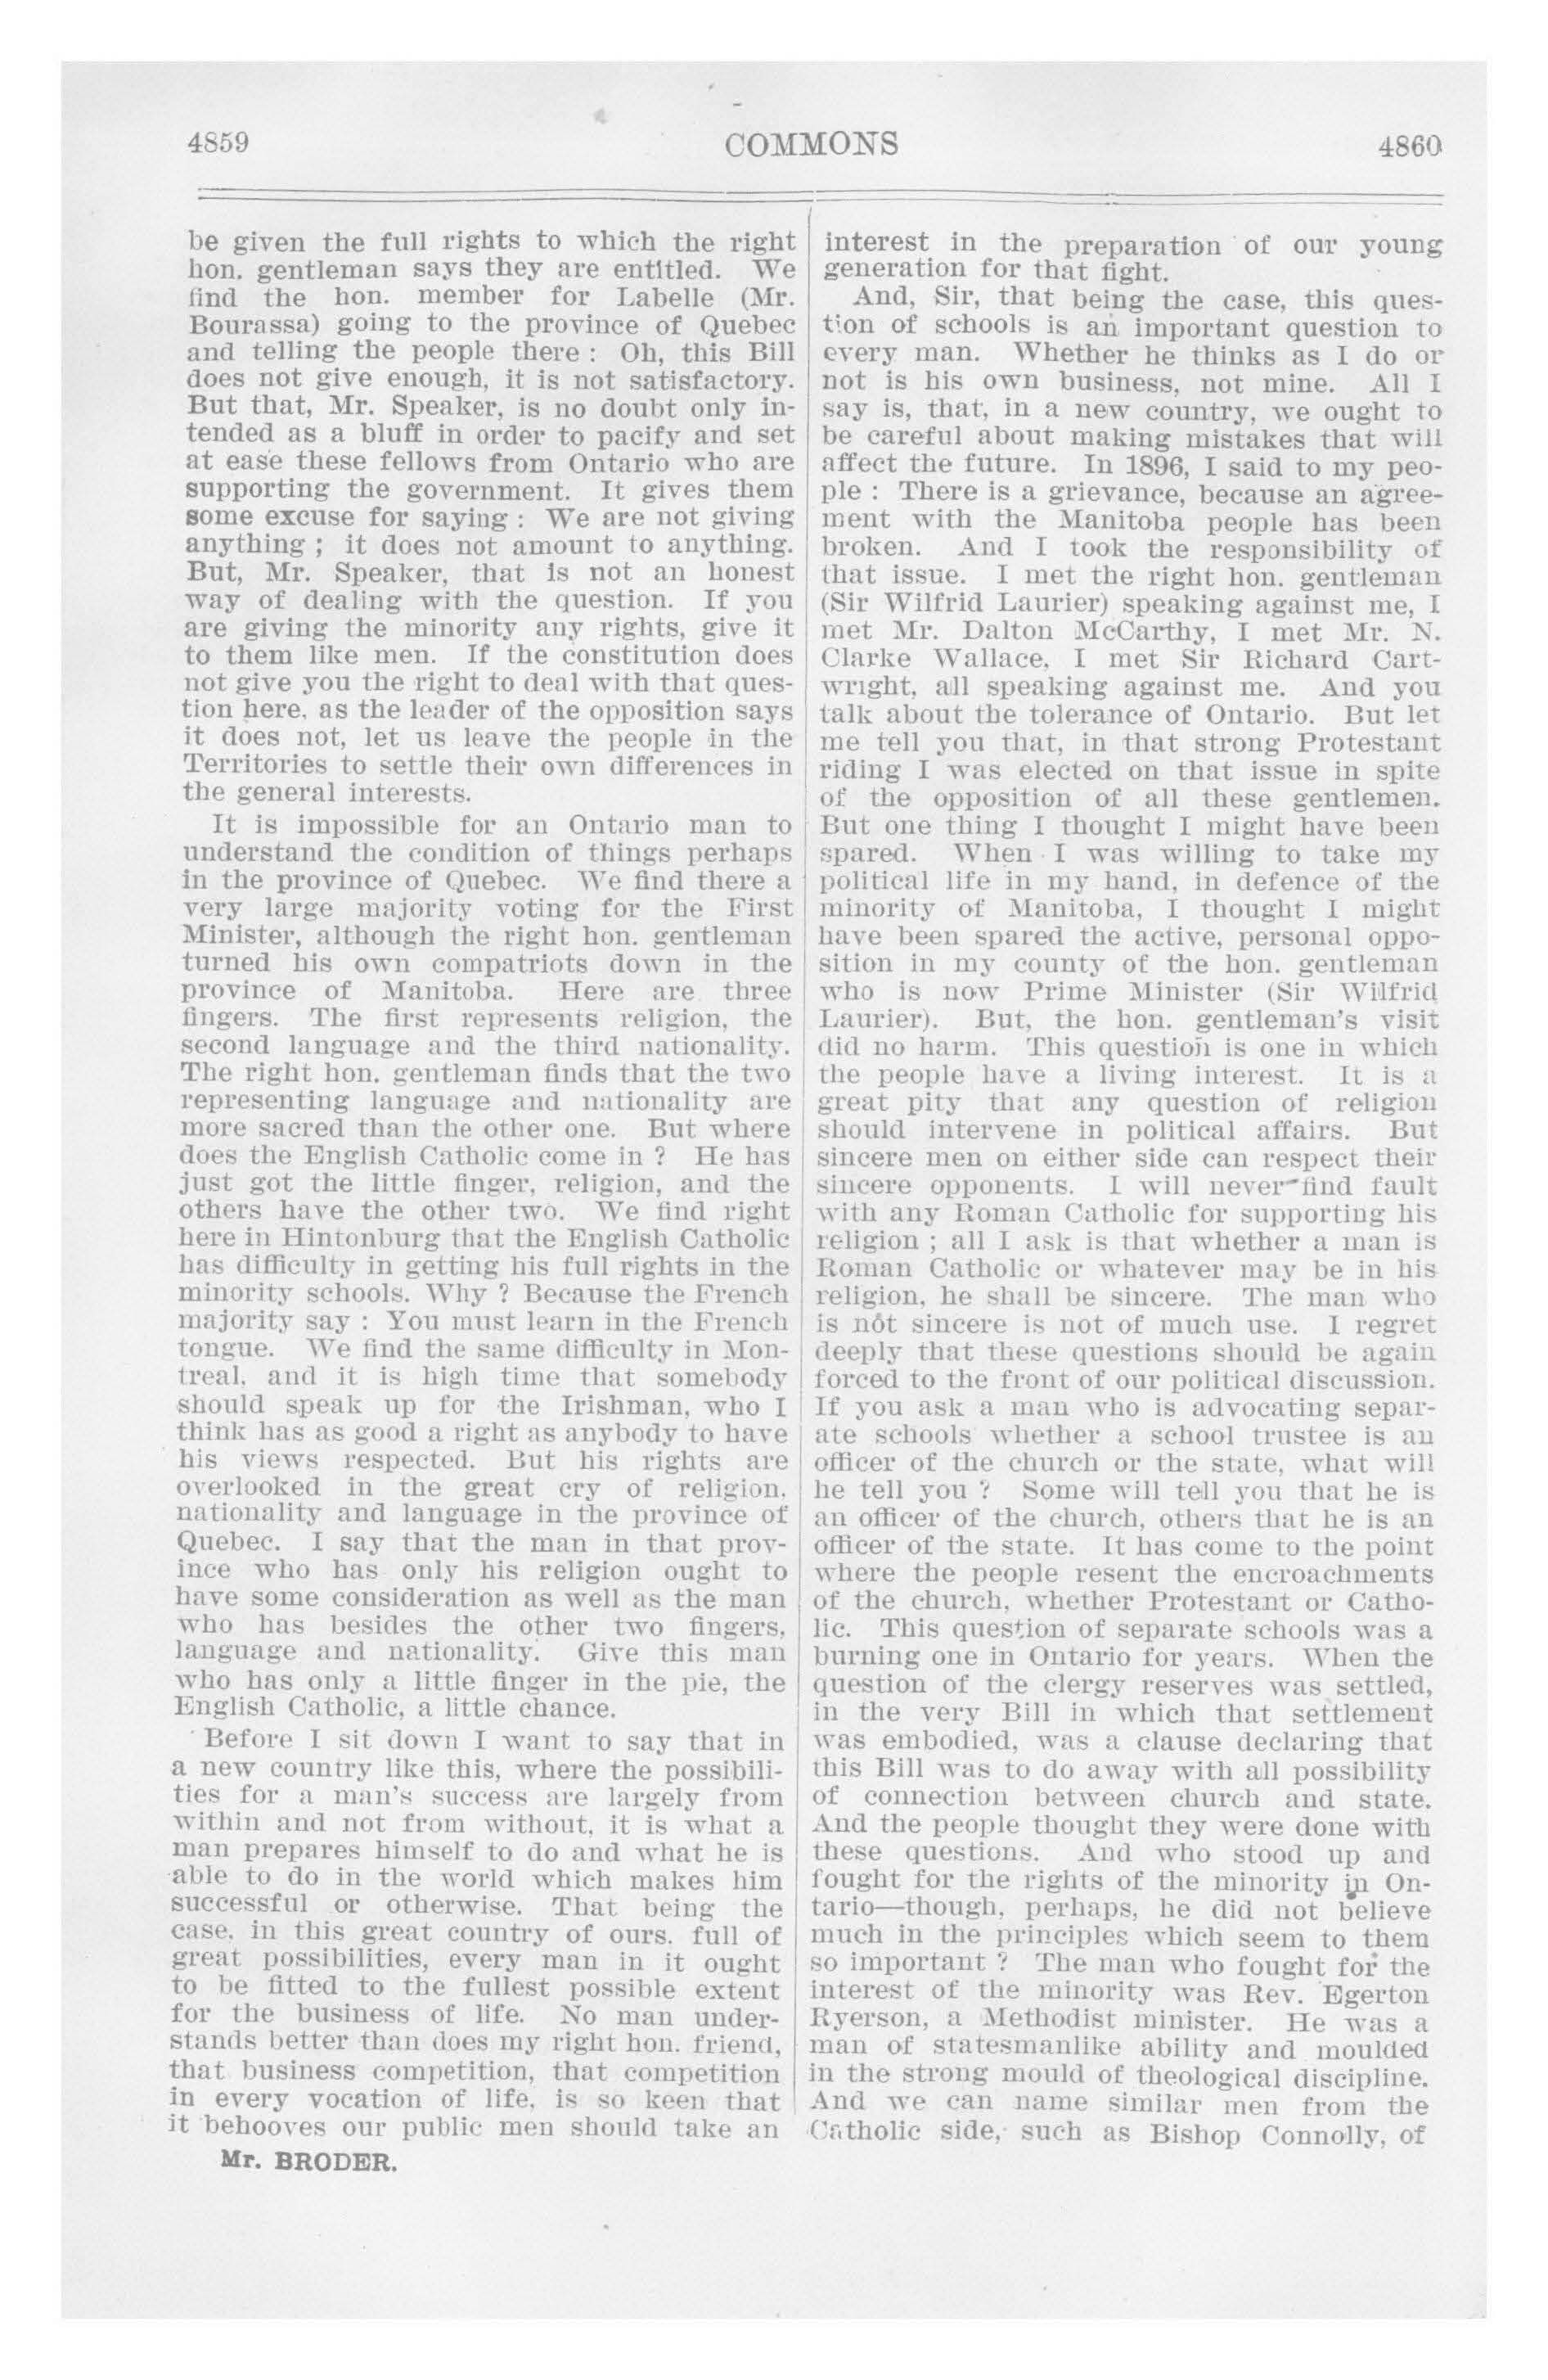 4859
COMMONS
4860
be given the full rights to which the right
hon. gentleman says they are entitled. We
find the hon. member for Labelle (Mr.
Bourassa) going to the province of Quebec
and telling the people there : Oh, this Bill
does not give enough, it is not satisfactory.
But that, Mr. Speaker, is no doubt only in-
tended as a bluff in order to pacify and set
at ease these fellows from Ontario who are
supporting the government. It gives them
some excuse for saying : We are not giving
anything ; it does not amount to anything.
But, Mr. Speaker, that is not an honest
way of dealing with the question. If you
are giving the minority any rights, give it
to them like men. If the constitution does
not give you the right to deal with that ques-
tion here, as the leader of the opposition says
it does not, let us leave the people in the
Territories to settle their own differences in
the general interests.
It is impossible for an Ontario man to
understand the condition of things perhaps
in the province of Quebec. We find there a
very large majority voting for the First
Minister, although the right hon. gentleman
turned his own compatriots down in the
province of Manitoba. Here are three
fingers. The first represents religion, the
second language and the third nationality.
The right hon. gentleman finds that the two
representing language and nationality are
more sacred than the other one. But where
does the English Catholic come in ? He has
just got the little finger, religion, and the
others have the other two. We find right
here in Hintonburg that the English Catholic
has difficulty in getting his full rights in the
minority schools. Why ? Because the French
majority say : You must learn in the French
tongue. We find the same difficulty in Mon-
treal, and it is high time that somebody
should speak up for the Irishman, who I
think has as good a right as anybody to have
his views respected. But his rights are
overlooked in the great cry of religion,
nationality and language in the province of
Quebec. I say that the man in that prov-
ince who has only his religion ought to
have some consideration as well as the man
who has besides the other two fingers,
language and nationality. Give this man
who has only a little finger in the pie, the
English Catholic, a little chance.
Before I sit down I want to say that in
a new country like this, where the possibili-
ties for a man's success are largely from
within and not from without, it is what a
man prepares himself to do and what he is
able to do in the world which makes him
successful or otherwise. That being the
case, in this great country of ours, full of
great possibilities, every man in it ought
to be fitted to the fullest possible extent
for the business of life. No man under-
stands better than does my right hon. friend,
that business competition, that competition
in every vocation of life, is so keen that
it behooves our public men should take an
Mr. BRODER.
interest in the preparation of our young
generation for that fight.
And, Sir, that being the case, this ques-
tion of schools is an important question to
every man. Whether he thinks as I do or
not is his own business, not mine. All I
say is, that, in a new country, we ought to
be careful about making mistakes that will
affect the future. In 1896, I said to my peo-
ple : There is a grievance, because an agree-
ment with the Manitoba people has been
broken. And I took the responsibility of
that issue. I met the right hon. gentleman
(Sir Wilfrid Laurier) speaking against me, I
met Mr. Dalton McCarthy, I met Mr. N.
Clarke Wallace, I met Sir Richard Cart-
wright, all speaking against me. And you
talk about the tolerance of Ontario. But let
me tell you that, in that strong Protestant
riding I was elected on that issue in spite
of the opposition of all these gentlemen.
But one thing I thought I might have been
spared. When I was willing to take my
political life in my hand, in defence of the
minority of Manitoba, I thought I might
have been spared the active, personal oppo-
sition in my county of the hon. gentleman
who is now Prime Minister (Sir Wilfrid
Laurier). But, the hon. gentleman's visit
did no harm. This question is one in which
the people have a living interest. It is a
great pity that any question of religion
should intervene in political affairs. But
sincere men on either side can respect their
sincere opponents. I will never find fault
with any Roman Catholic for supporting his
religion ; all I ask is that whether a man is
Roman Catholic or whatever may be in his
religion, he shall be sincere. The man who
is not sincere is not of much use. I regret
deeply that these questions should be again
forced to the front of our political discussion.
If you ask a man who is advocating separ-
ate schools whether a school trustee is an
officer of the church or the state, what will
he tell you ? Some will tell you that he is
an officer of the church, others that he is an
officer of the state. It has come to the point
where the people resent the encroachments
of the church, whether Protestant or Catho-
lic. This question of separate schools was a
burning one in Ontario for years. When the
question of the clergy reserves was settled,
in the very Bill in which that settlement
was embodied, was a clause declaring that
this Bill was to do away with all possibility
of connection between church and state.
And the people thought they were done with
these questions. And who stood up and
fought for the rights of the minority in On-
tario—though, perhaps, he did not believe
much in the principles which seem to them
so important ? The man who fought for the
interest of the minority was Rev. Egerton
Ryerson, a Methodist minister. He was a
man of statesmanlike ability and moulded
in the strong mould of theological discipline.
And we can name similar men from the
Catholic side, such as Bishop Connolly, of